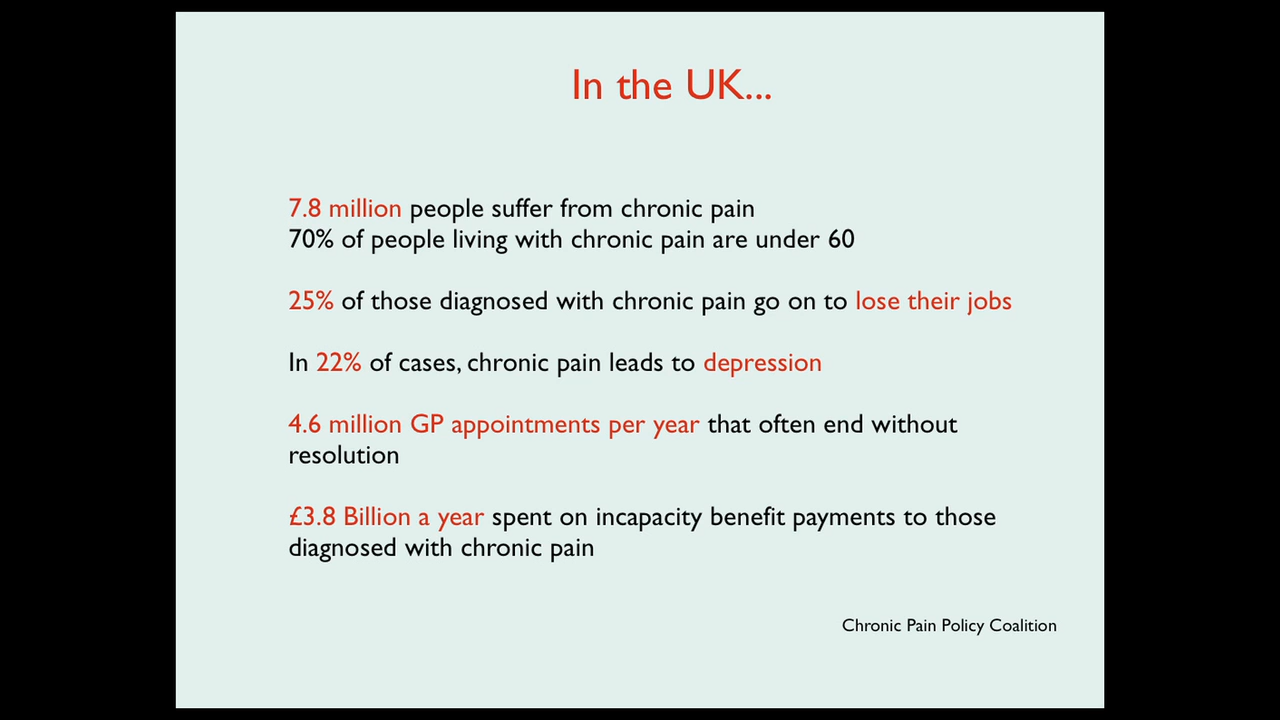 In the UK...
7.8 million people suffer from chronic pain
70% of people living with chronic pain are under 60
25% of those diagnosed with chronic pain go on to lose their jobs
In 22% of cases, chronic pain leads to depression
4.6 million GP appointments per year that often end without
resolution
£3.8 Billion a year spent on incapacity benefit payments to those
diagnosed with chronic pain
Chronic Pain Policy Coalition